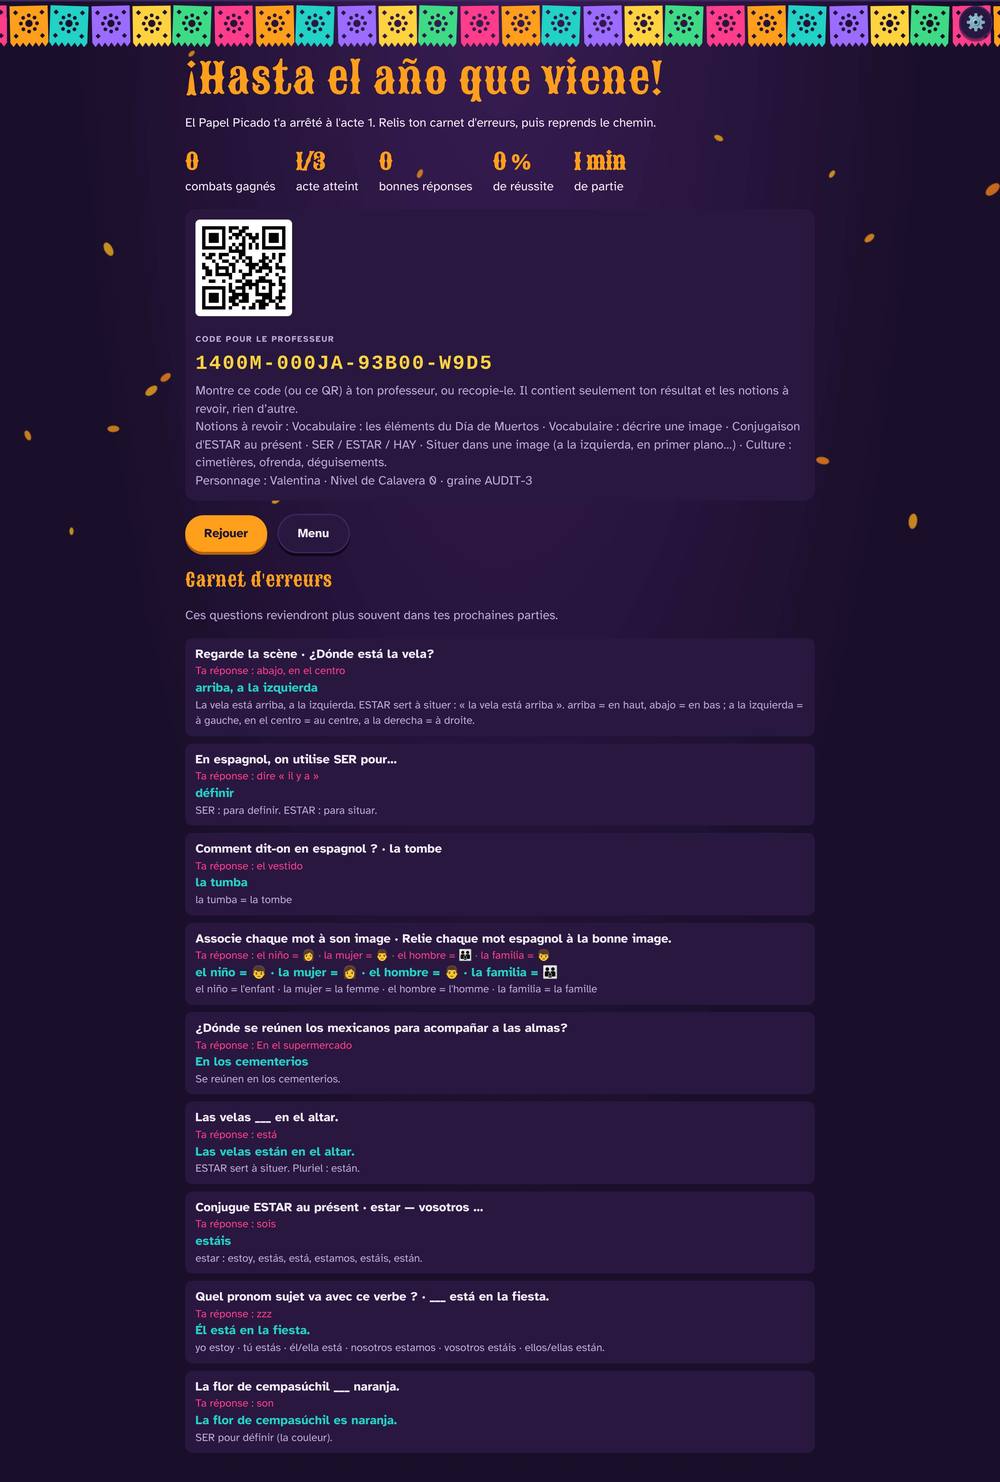 ¡Hasta el año que viene!
El Papel Picado t'a arrêté à l'acte 1. Relis ton carnet d'erreurs, puis reprends le chemin.
0
combats gagnés
1/3
acte atteint
0
bonnes réponses
0 %
de réussite
1 min
de partie
CODE POUR LE PROFESSEUR
1400M-000JA-93B00-W9D5
Montre ce code (ou ce QR) à ton professeur, ou recopie-le. Il contient seulement ton résultat et les notions à
revoir, rien d'autre.
Notions à revoir : Vocabulaire : les éléments du Día de Muertos · Vocabulaire : décrire une image · Conjugaison
d'ESTAR au présent · SER / ESTAR / HAY · Situer dans une image (a la izquierda, en primer plano…) · Culture :
cimetières, ofrenda, déguisements.
Personnage : Valentina · Nivel de Calavera 0 · graine AUDIT-3
Rejouer
Menu
Carnet d'erreurs
Ces questions reviendront plus souvent dans tes prochaines parties.
Regarde la scène · ¿Dónde está la vela?
Ta réponse : abajo, en el centro
arriba, a la izquierda
La vela está arriba, a la izquierda. ESTAR sert à situer : « la vela está arriba ». arriba = en haut, abajo = en bas ; a la izquierda =
à gauche, en el centro = au centre, a la derecha = à droite.
En espagnol, on utilise SER pour…
Ta réponse : dire « il y a »
définir
SER : para definir. ESTAR : para situar.
Comment dit-on en espagnol ? · la tombe
Ta réponse : el vestido
la tumba
la tumba = la tombe
Associe chaque mot à son image · Relie chaque mot espagnol à la bonne image.
Ta réponse : el niño = 👩 · la mujer = 👨 · el hombre = 👪 · la familia = 👦
el niño = 👦 · la mujer = 👩 · el hombre = 👨 · la familia = 👪
el niño = l'enfant · la mujer = la femme · el hombre = l'homme · la familia = la famille
¿Dónde se reúnen los mexicanos para acompañar a las almas?
Ta réponse : En el supermercado
En los cementerios
Se reúnen en los cementerios.
Las velas ___ en el altar.
Ta réponse : está
Las velas están en el altar.
ESTAR sert à situer. Pluriel : están.
Conjugue ESTAR au présent · estar — vosotros …
Ta réponse : sois
estáis
estar : estoy, estás, está, estamos, estáis, están.
Quel pronom sujet va avec ce verbe ? · ___ está en la fiesta.
Ta réponse : zzz
Él está en la fiesta.
yo estoy · tú estás · él/ella está · nosotros estamos · vosotros estáis · ellos/ellas están.
La flor de cempasúchil ___ naranja.
Ta réponse : son
La flor de cempasúchil es naranja.
SER pour définir (la couleur).